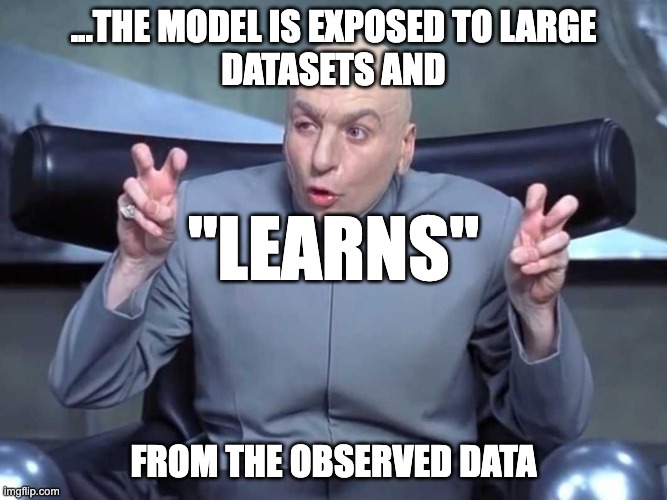 ...THE MODEL IS EXPOSED TO LARGE
DATASETS AND
"LEARNS"
FROM THE OBSERVED DATA
imgflip.com